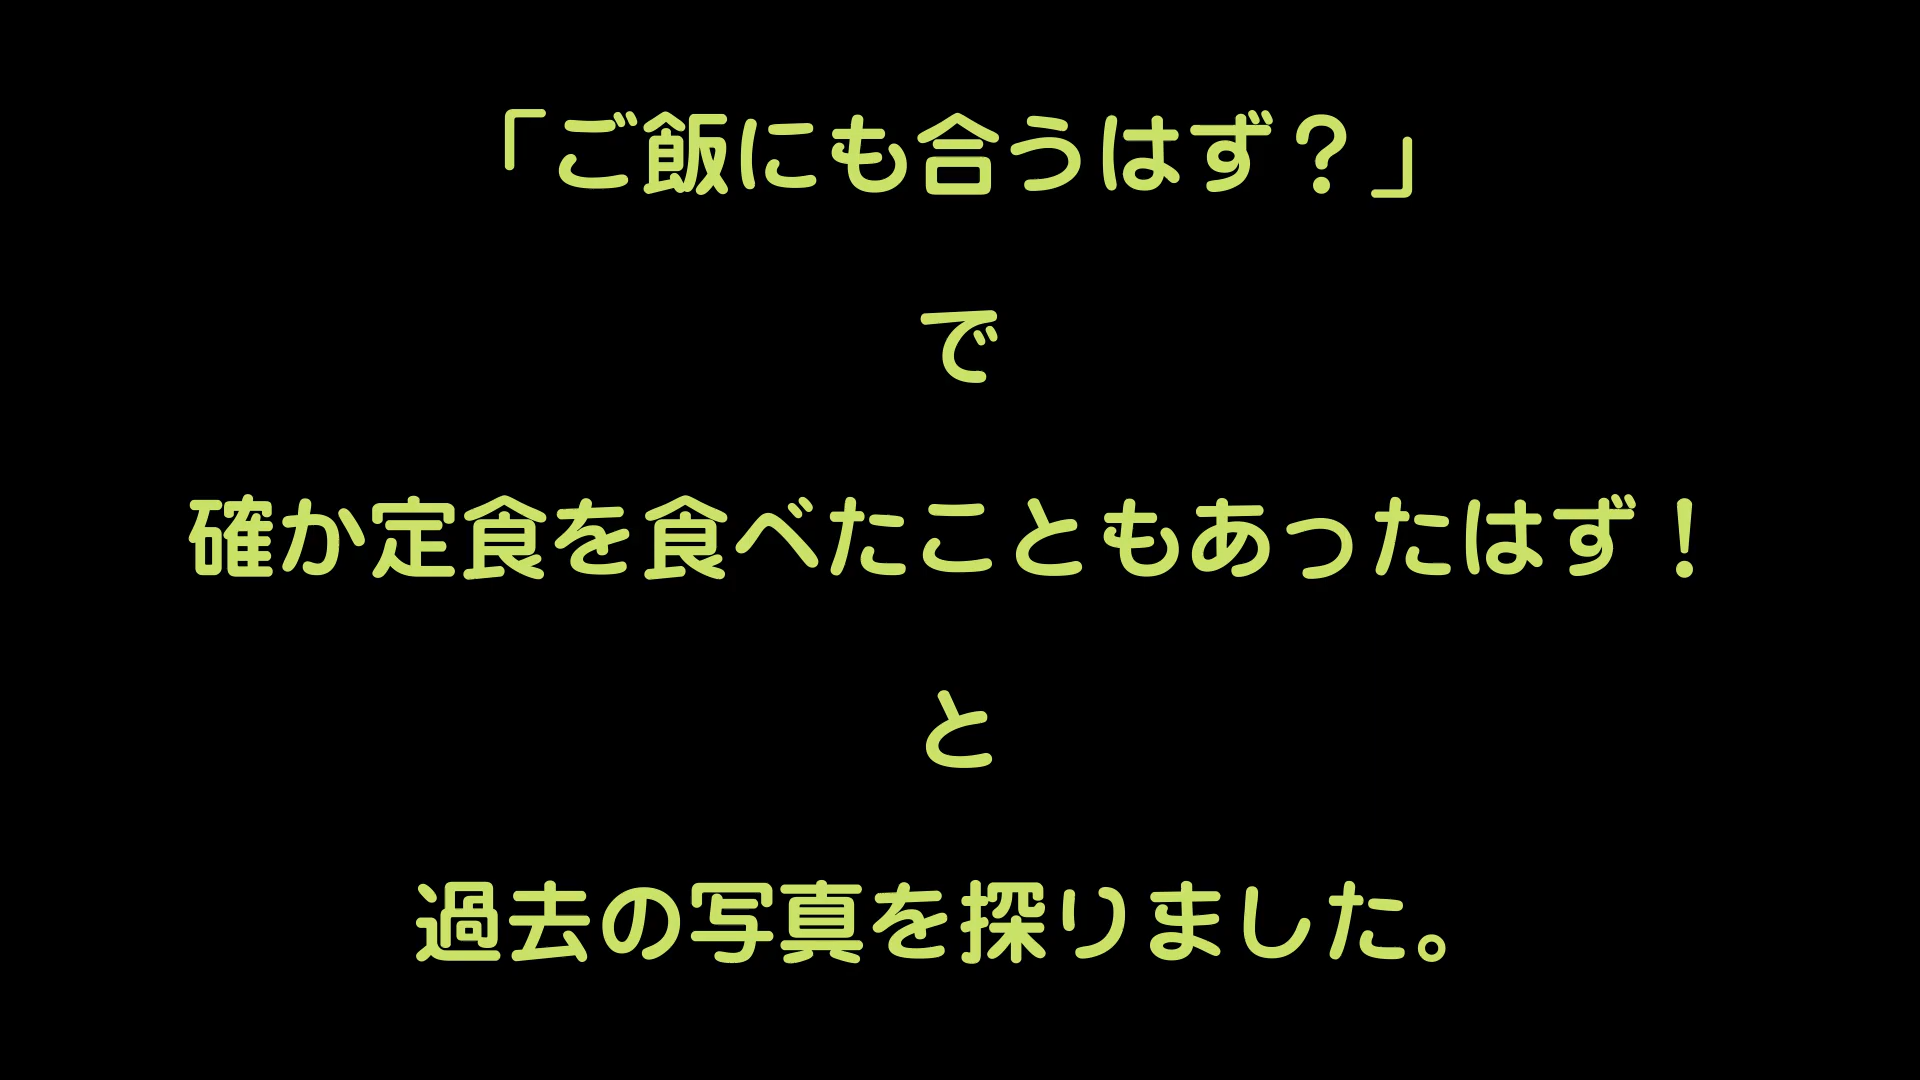 「ご飯にも合うはず？」
で
確か定食を食べたこともあったはず！
と
過去の写真を探りました。